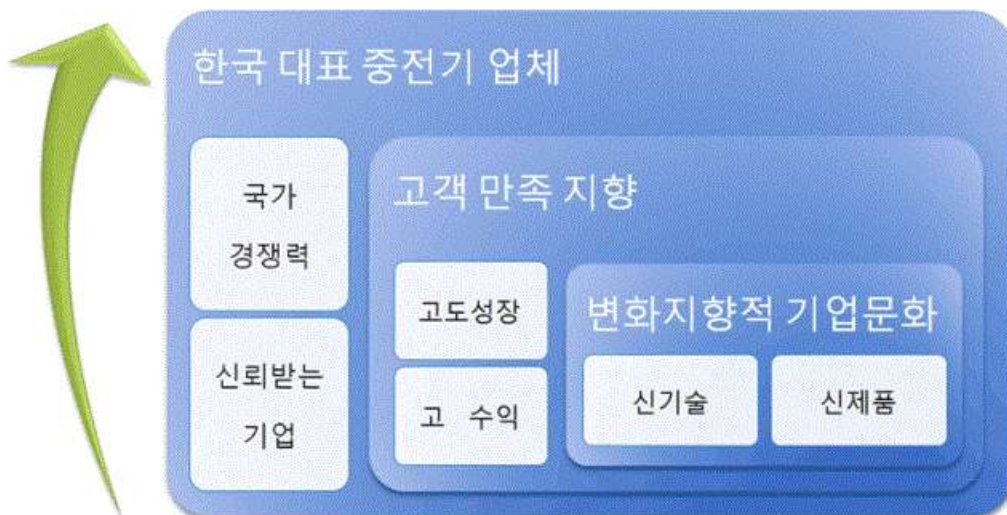 한국 대표 중전기 업체
국가
경쟁력
신뢰받는
기업
고객 만족 지향
고도성장
고 수익
변화지향적 기업문화
신기술
신제품